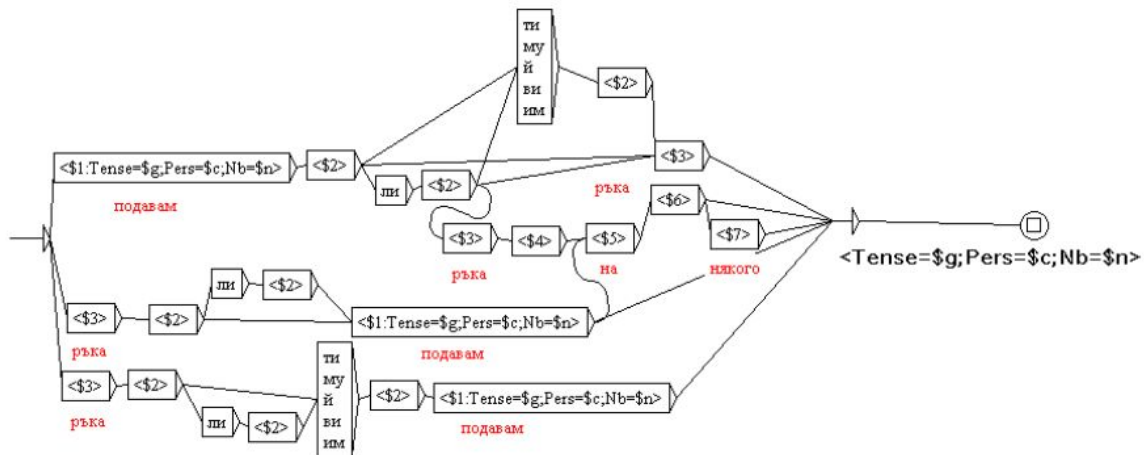 ти
му
й
ви
им
<$2>
<$1:Tense=$g;Pers=$c;Nb=$n>
<$2>
<$3>
ли
<$2>
подавам
ръка
<$6>
<$3>
<$4>
<$5>
<$7>
ръка
на
някого
<Tense=$g;Pers=$c;Nb=$n>
ли
<$2>
<$3>
<$2>
<$1:Tense=$g;Pers=$c;Nb=$n>
ръка
подавам
ти
му
й
ви
им
<$3>
<$2>
<$2>
<$1:Tense=$g;Pers=$c;Nb=$n>
ли
<$2>
ръка
подавам